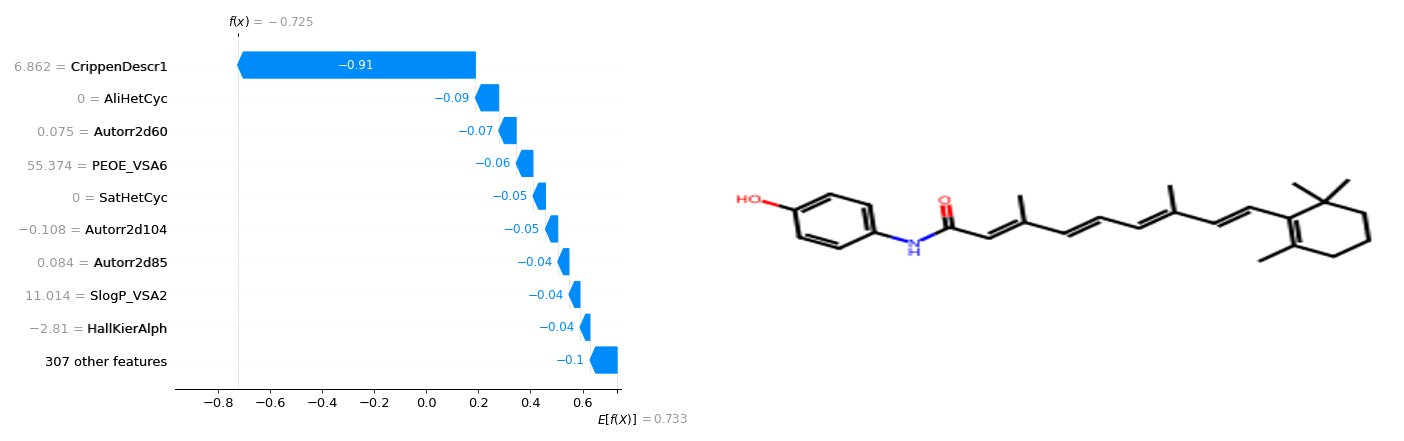 f(x) = −0.725
6.862 = CrippenDescr1
−0.91
0 = AliHetCyc
−0.09
0.075 = Autorr2d60
−0.07
55.374 = PEOE_VSA6
−0.06
0 = SatHetCyc
−0.05
−0.108 = Autorr2d104
−0.05
0.084 = Autorr2d85
−0.04
11.014 = SlogP_VSA2
−0.04
−2.81 = HallKierAlph
−0.04
307 other features
−0.1
−0.8 −0.6 −0.4 −0.2 0.0 0.2 0.4 0.6
E[f(X)] = 0.733
HO
O
N
H